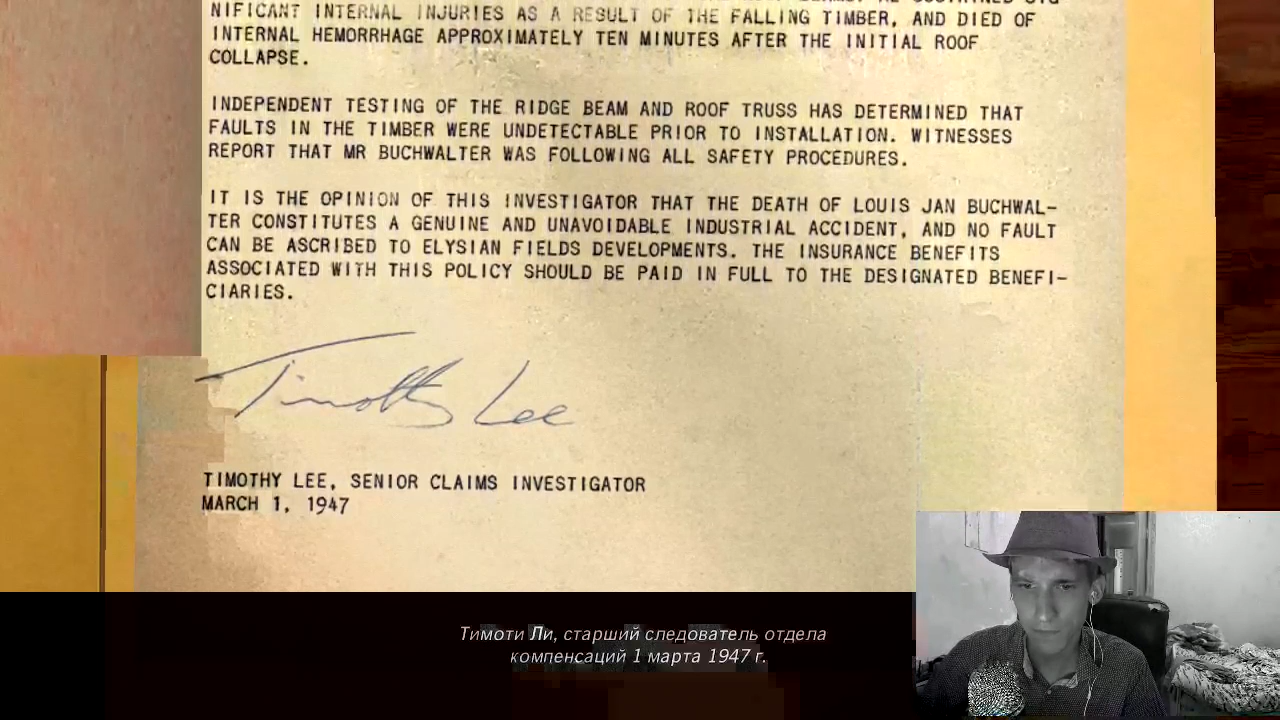 NIFICANT INTERNAL INJURIES AS A RESULT OF THE FALLING TIMBER, AND DIED OF
INTERNAL HEMORRHAGE APPROXIMATELY TEN MINUTES AFTER THE INITIAL ROOF
COLLAPSE.
INDEPENDENT TESTING OF THE RIDGE BEAM AND ROOF TRUSS HAS DETERMINED THAT
FAULTS IN THE TIMBER WERE UNDETECTABLE PRIOR TO INSTALLATION. WITNESSES
REPORT THAT MR BUCHWALTER WAS FOLLOWING ALL SAFETY PROCEDURES.
IT IS THE OPINION OF THIS INVESTIGATOR THAT THE DEATH OF LOUIS JAN BUCHWAL-
TER CONSTITUTES A GENUINE AND UNAVOIDABLE INDUSTRIAL ACCIDENT, AND NO FAULT
CAN BE ASCRIBED TO ELYSIAN FIELDS DEVELOPMENTS. THE INSURANCE BENEFITS
ASSOCIATED WITH THIS POLICY SHOULD BE PAID IN FULL TO THE DESIGNATED BENEFI-
CIARIES.
Timothy Lee
TIMOTHY LEE, SENIOR CLAIMS INVESTIGATOR
MARCH 1, 1947
Тимоти Ли, старший следователь отдела
компенсаций 1 марта 1947 г.